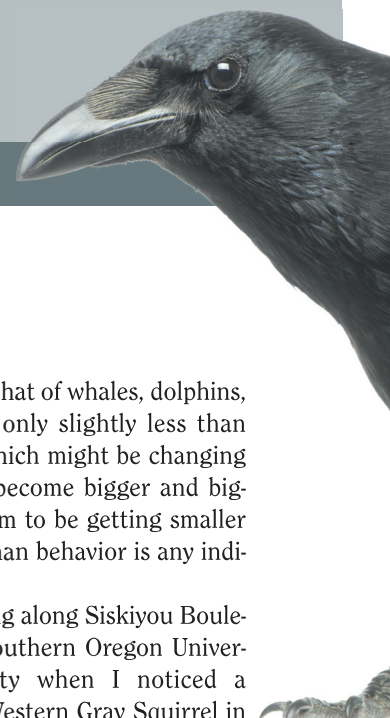 hat of whales, dolphins,
only slightly less than
hich might be changing
become bigger and big-
m to be getting smaller
an behavior is any indi-
g along Siskiyou Boule-
outhern Oregon Univer-
ty when I noticed a
Western Gray Squirrel in